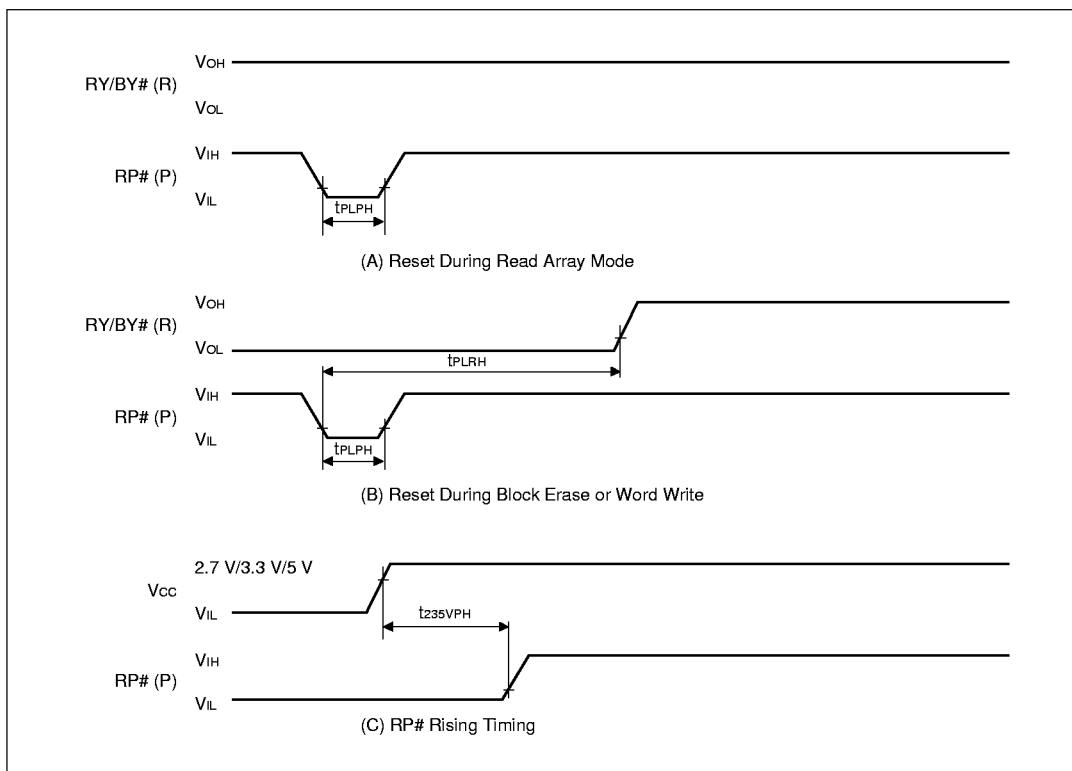 VOH
RY/BY# (R)
VOL
VIH
RP# (P)
VIL
tPLPH
(A) Reset During Read Array Mode
VOH
RY/BY# (R)
VOL
tPLRH
VIH
RP# (P)
VIL
tPLPH
(B) Reset During Block Erase or Word Write
2.7 V/3.3 V/5 V
VCC
VIL
t235VPH
VIH
RP# (P)
VIL
(C) RP# Rising Timing